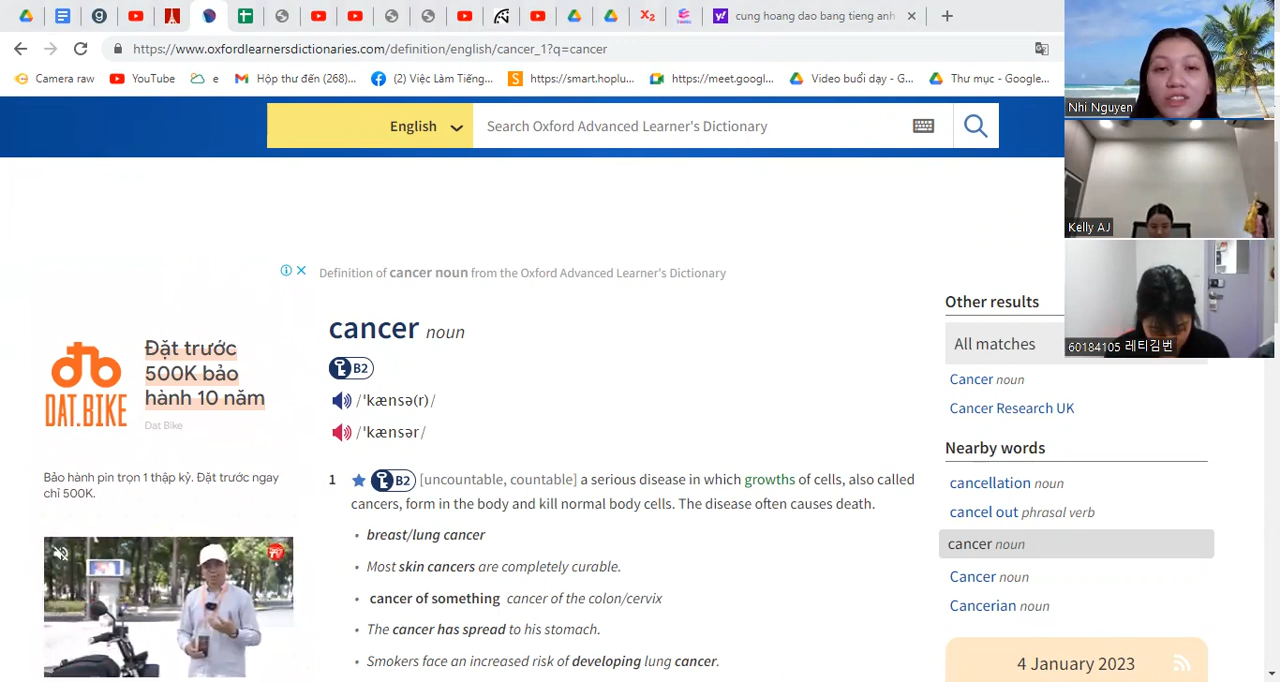 cung hoang dao bang tieng anh
https://www.oxfordlearnersdictionaries.com/definition/english/cancer_1?q=cancer
Camera raw
YouTube
e
Hộp thư đến (268)...
(2) Việc Làm Tiếng...
https://smart.hoplu...
https://meet.googl...
Video buổi dạy - G...
Thư mục - Google...
English
Search Oxford Advanced Learner's Dictionary
Nhi Nguyen
Kelly AJ
60184105 레티김번
Definition of cancer noun from the Oxford Advanced Learner's Dictionary
cancer noun
B2
/ˈkænsə(r)/
/ˈkænsər/
1 B2 [uncountable, countable] a serious disease in which growths of cells, also called
cancers, form in the body and kill normal body cells. The disease often causes death.
• breast/lung cancer
• Most skin cancers are completely curable.
• cancer of something cancer of the colon/cervix
• The cancer has spread to his stomach.
• Smokers face an increased risk of developing lung cancer.
Đặt trước
500K bảo
hành 10 năm
DAT.BIKE
Dat Bike
Bảo hành pin trọn 1 thập kỷ. Đặt trước ngay
chỉ 500K.
Other results
All matches
Cancer noun
Cancer Research UK
Nearby words
cancellation noun
cancel out phrasal verb
cancer noun
Cancer noun
Cancerian noun
4 January 2023